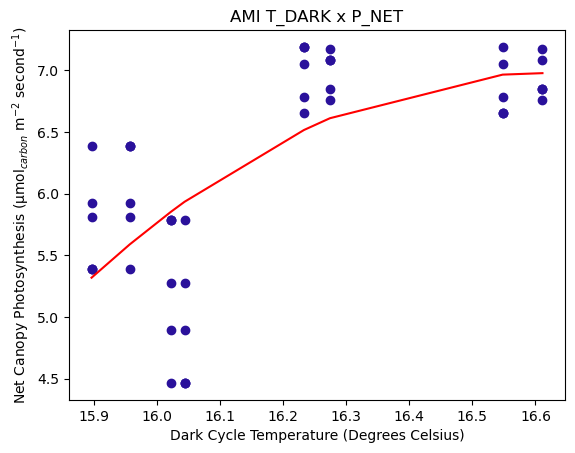 AMI T_DARK x P_NET
Net Canopy Photosynthesis (μmol_carbon m⁻² second⁻¹)
7.0
6.5
6.0
5.5
5.0
4.5
15.9 16.0 16.1 16.2 16.3 16.4 16.5 16.6
Dark Cycle Temperature (Degrees Celsius)